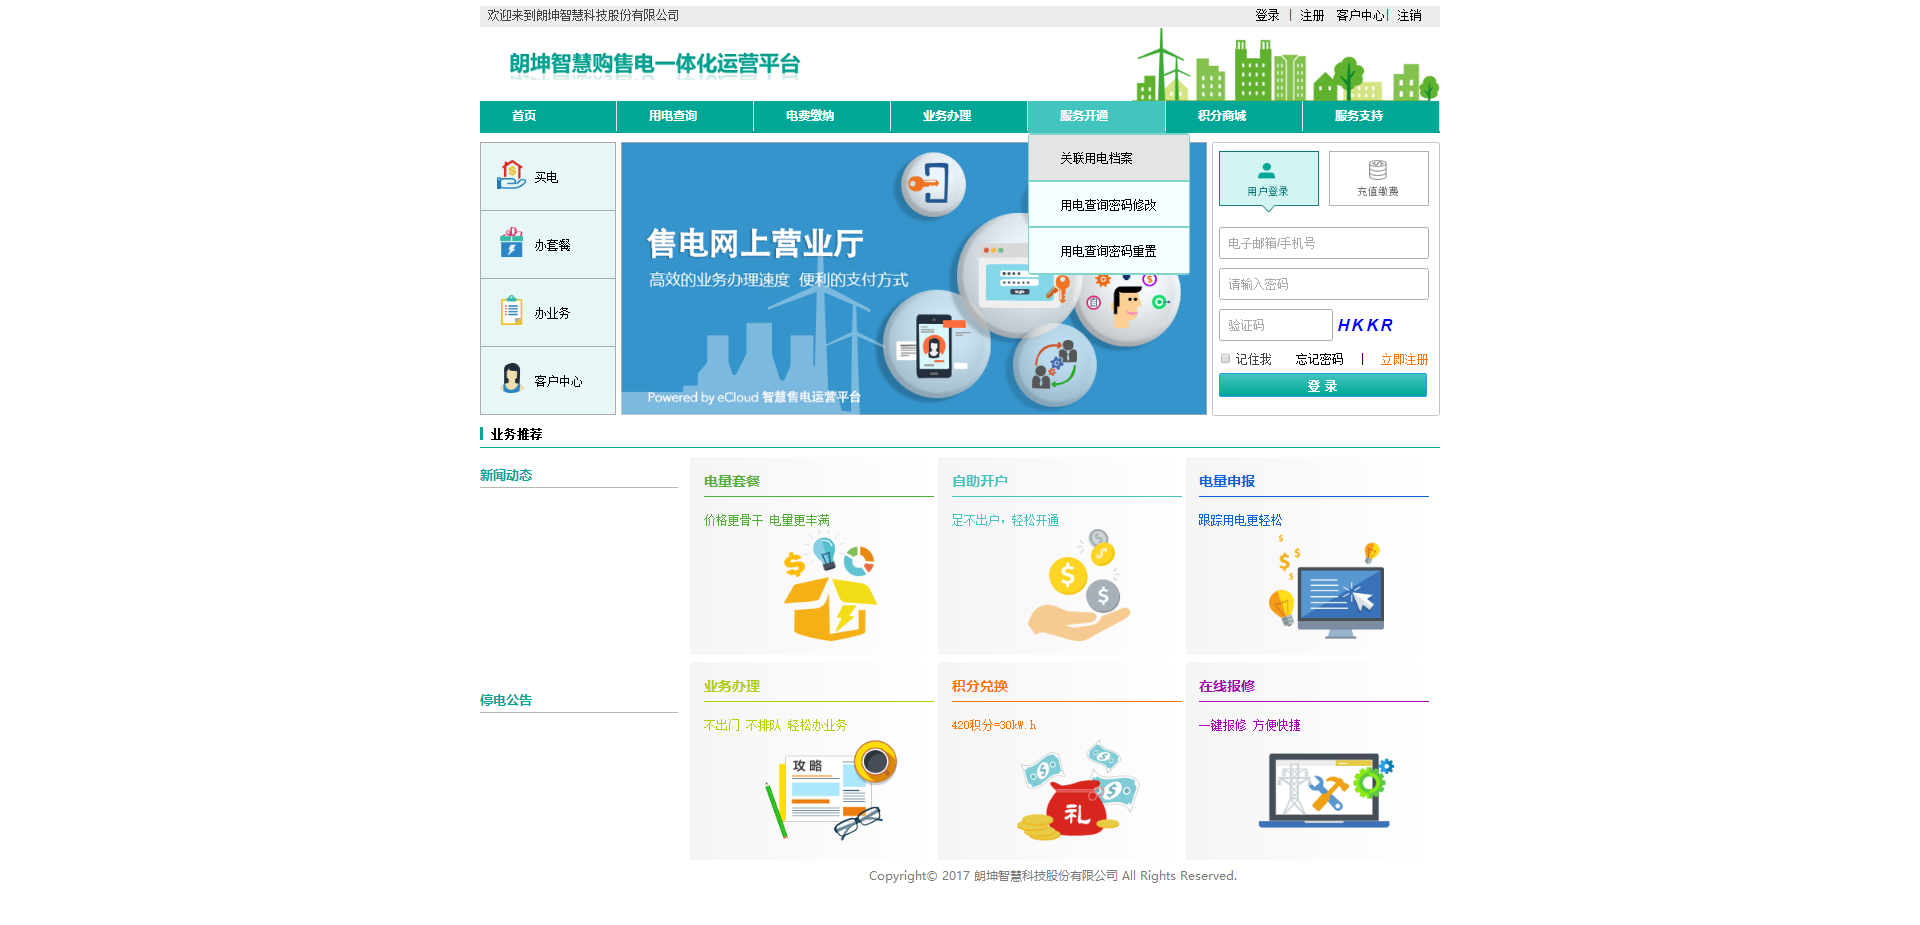 欢迎来到朗坤智慧科技股份有限公司
登录 | 注册 客户中心| 注销
朗坤智慧购售电一体化运营平台
首页 用电查询 电费缴纳 业务办理 服务开通 积分商城 服务支持
关联用电档案
用电查询密码修改
用电查询密码重置
买电
办套餐
办业务
客户中心
售电网上营业厅
高效的业务办理速度 便利的支付方式
Powered by eCloud 智慧售电运营平台
用户登录 充值缴费
电子邮箱/手机号
请输入密码
验证码 HKKR
记住我 忘记密码 | 立即注册
登 录
业务推荐
新闻动态
停电公告
电量套餐
价格更骨干 电量更丰满
自助开户
足不出户，轻松开通
电量申报
跟踪用电更轻松
业务办理
不出门 不排队 轻松办业务
攻略
积分兑换
420积分=30kW.h
礼
在线报修
一键报修 方便快捷
Copyright© 2017 朗坤智慧科技股份有限公司 All Rights Reserved.